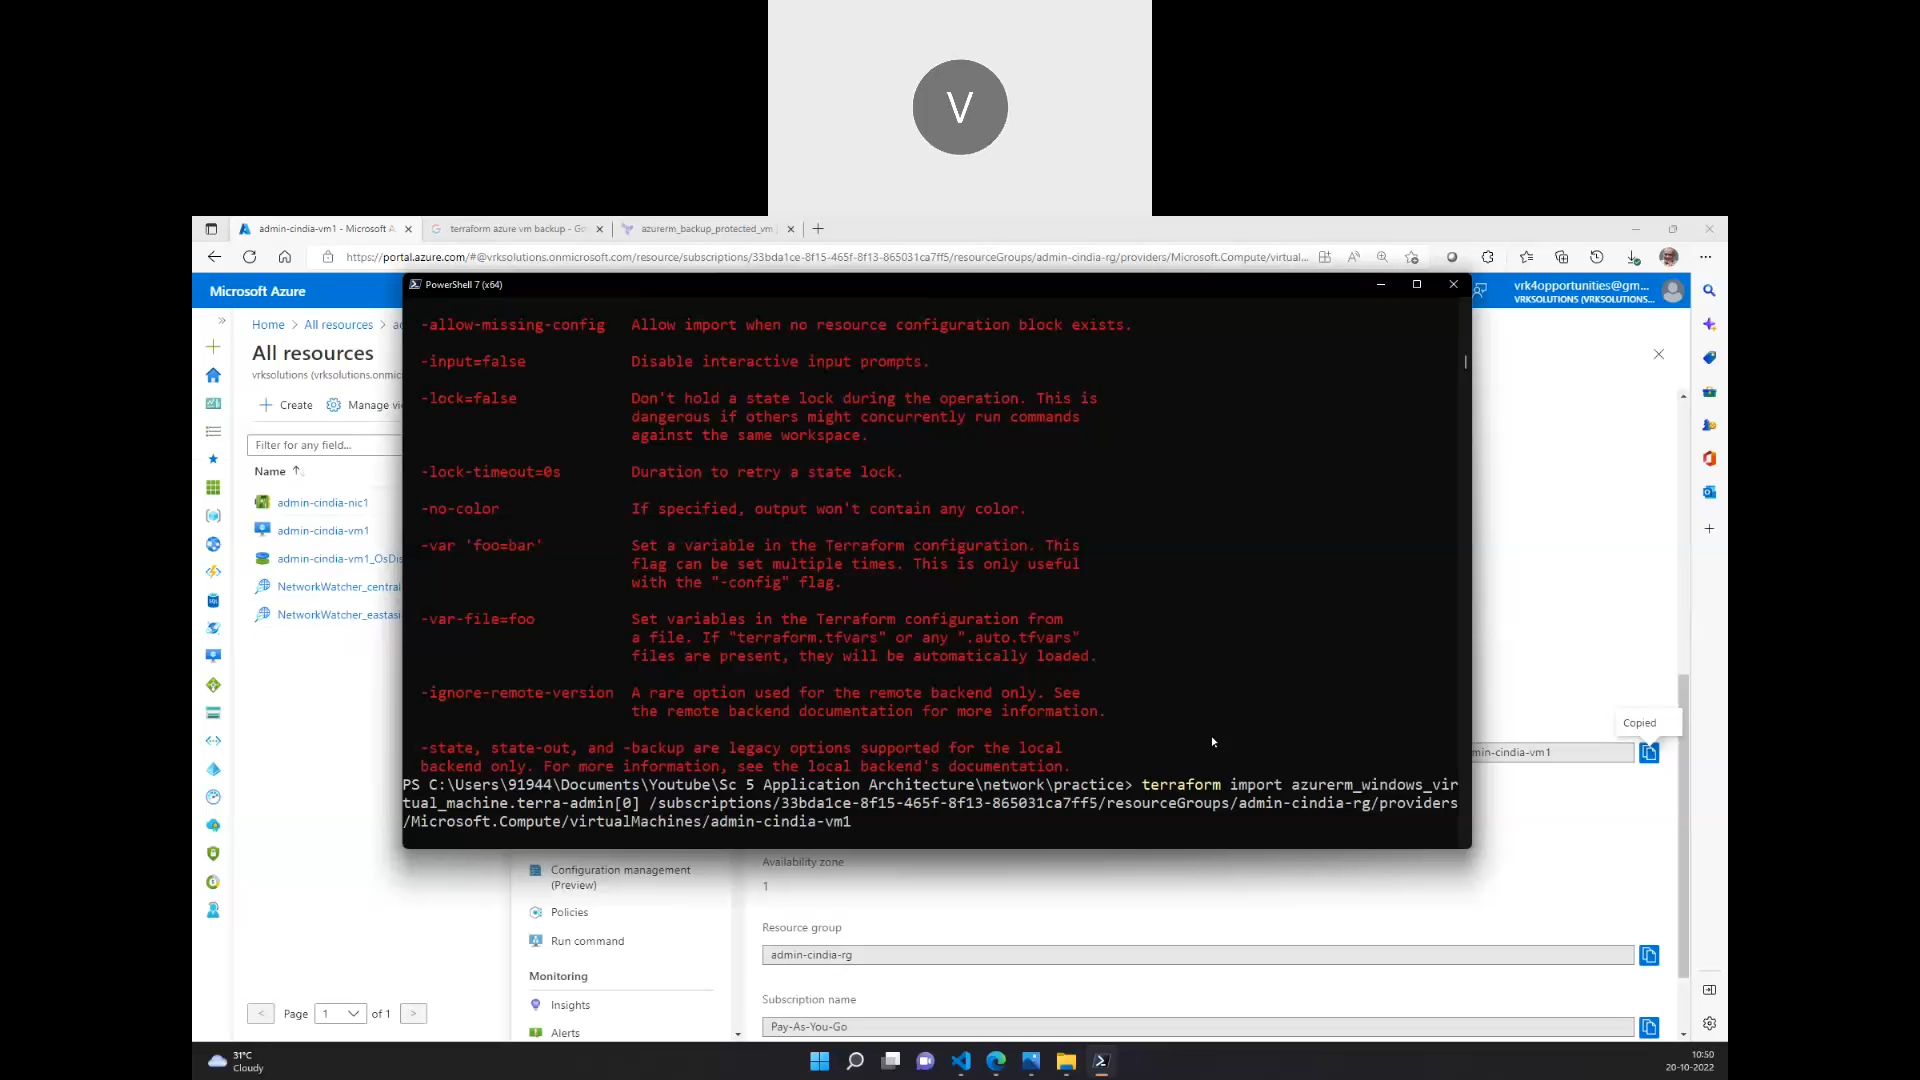 V
admin-cindia-vm1 - Microsoft A
terraform azure vm backup - Go
azurerm_backup_protected_vm
https://portal.azure.com/#@vrksolutions.onmicrosoft.com/resource/subscriptions/33bda1ce-8f15-465f-8f13-865031ca7ff5/resourceGroups/admin-cindia-rg/providers/Microsoft.Compute/virtual...
Microsoft Azure
PowerShell 7 (x64)
vrk4opportunities@gm...
VRKSOLUTIONS (VRKSOLUTIONS....
Home > All resources >
All resources
vrksolutions (vrksolutions.onmic
Create
Manage vi
Filter for any field...
Name ↑
admin-cindia-nic1
admin-cindia-vm1
admin-cindia-vm1_OsDis
NetworkWatcher_central
NetworkWatcher_eastasi
-allow-missing-config Allow import when no resource configuration block exists.
-input=false Disable interactive input prompts.
-lock=false Don't hold a state lock during the operation. This is
dangerous if others might concurrently run commands
against the same workspace.
-lock-timeout=0s Duration to retry a state lock.
-no-color If specified, output won't contain any color.
-var 'foo=bar' Set a variable in the Terraform configuration. This
flag can be set multiple times. This is only useful
with the "-config" flag.
-var-file=foo Set variables in the Terraform configuration from
a file. If "terraform.tfvars" or any ".auto.tfvars"
files are present, they will be automatically loaded.
-ignore-remote-version A rare option used for the remote backend only. See
the remote backend documentation for more information.
-state, state-out, and -backup are legacy options supported for the local
backend only. For more information, see the local backend's documentation.
PS C:\Users\91944\Documents\Youtube\Sc 5 Application Architecture\network\practice> terraform import azurerm_windows_vir
tual_machine.terra-admin[0] /subscriptions/33bda1ce-8f15-465f-8f13-865031ca7ff5/resourceGroups/admin-cindia-rg/providers
/Microsoft.Compute/virtualMachines/admin-cindia-vm1
Copied
min-cindia-vm1
Configuration management
(Preview)
Policies
Run command
Monitoring
Insights
Alerts
Availability zone
1
Resource group
admin-cindia-rg
Subscription name
Pay-As-You-Go
< Page 1 of 1 >
31°C
Cloudy
10:50
20-10-2022